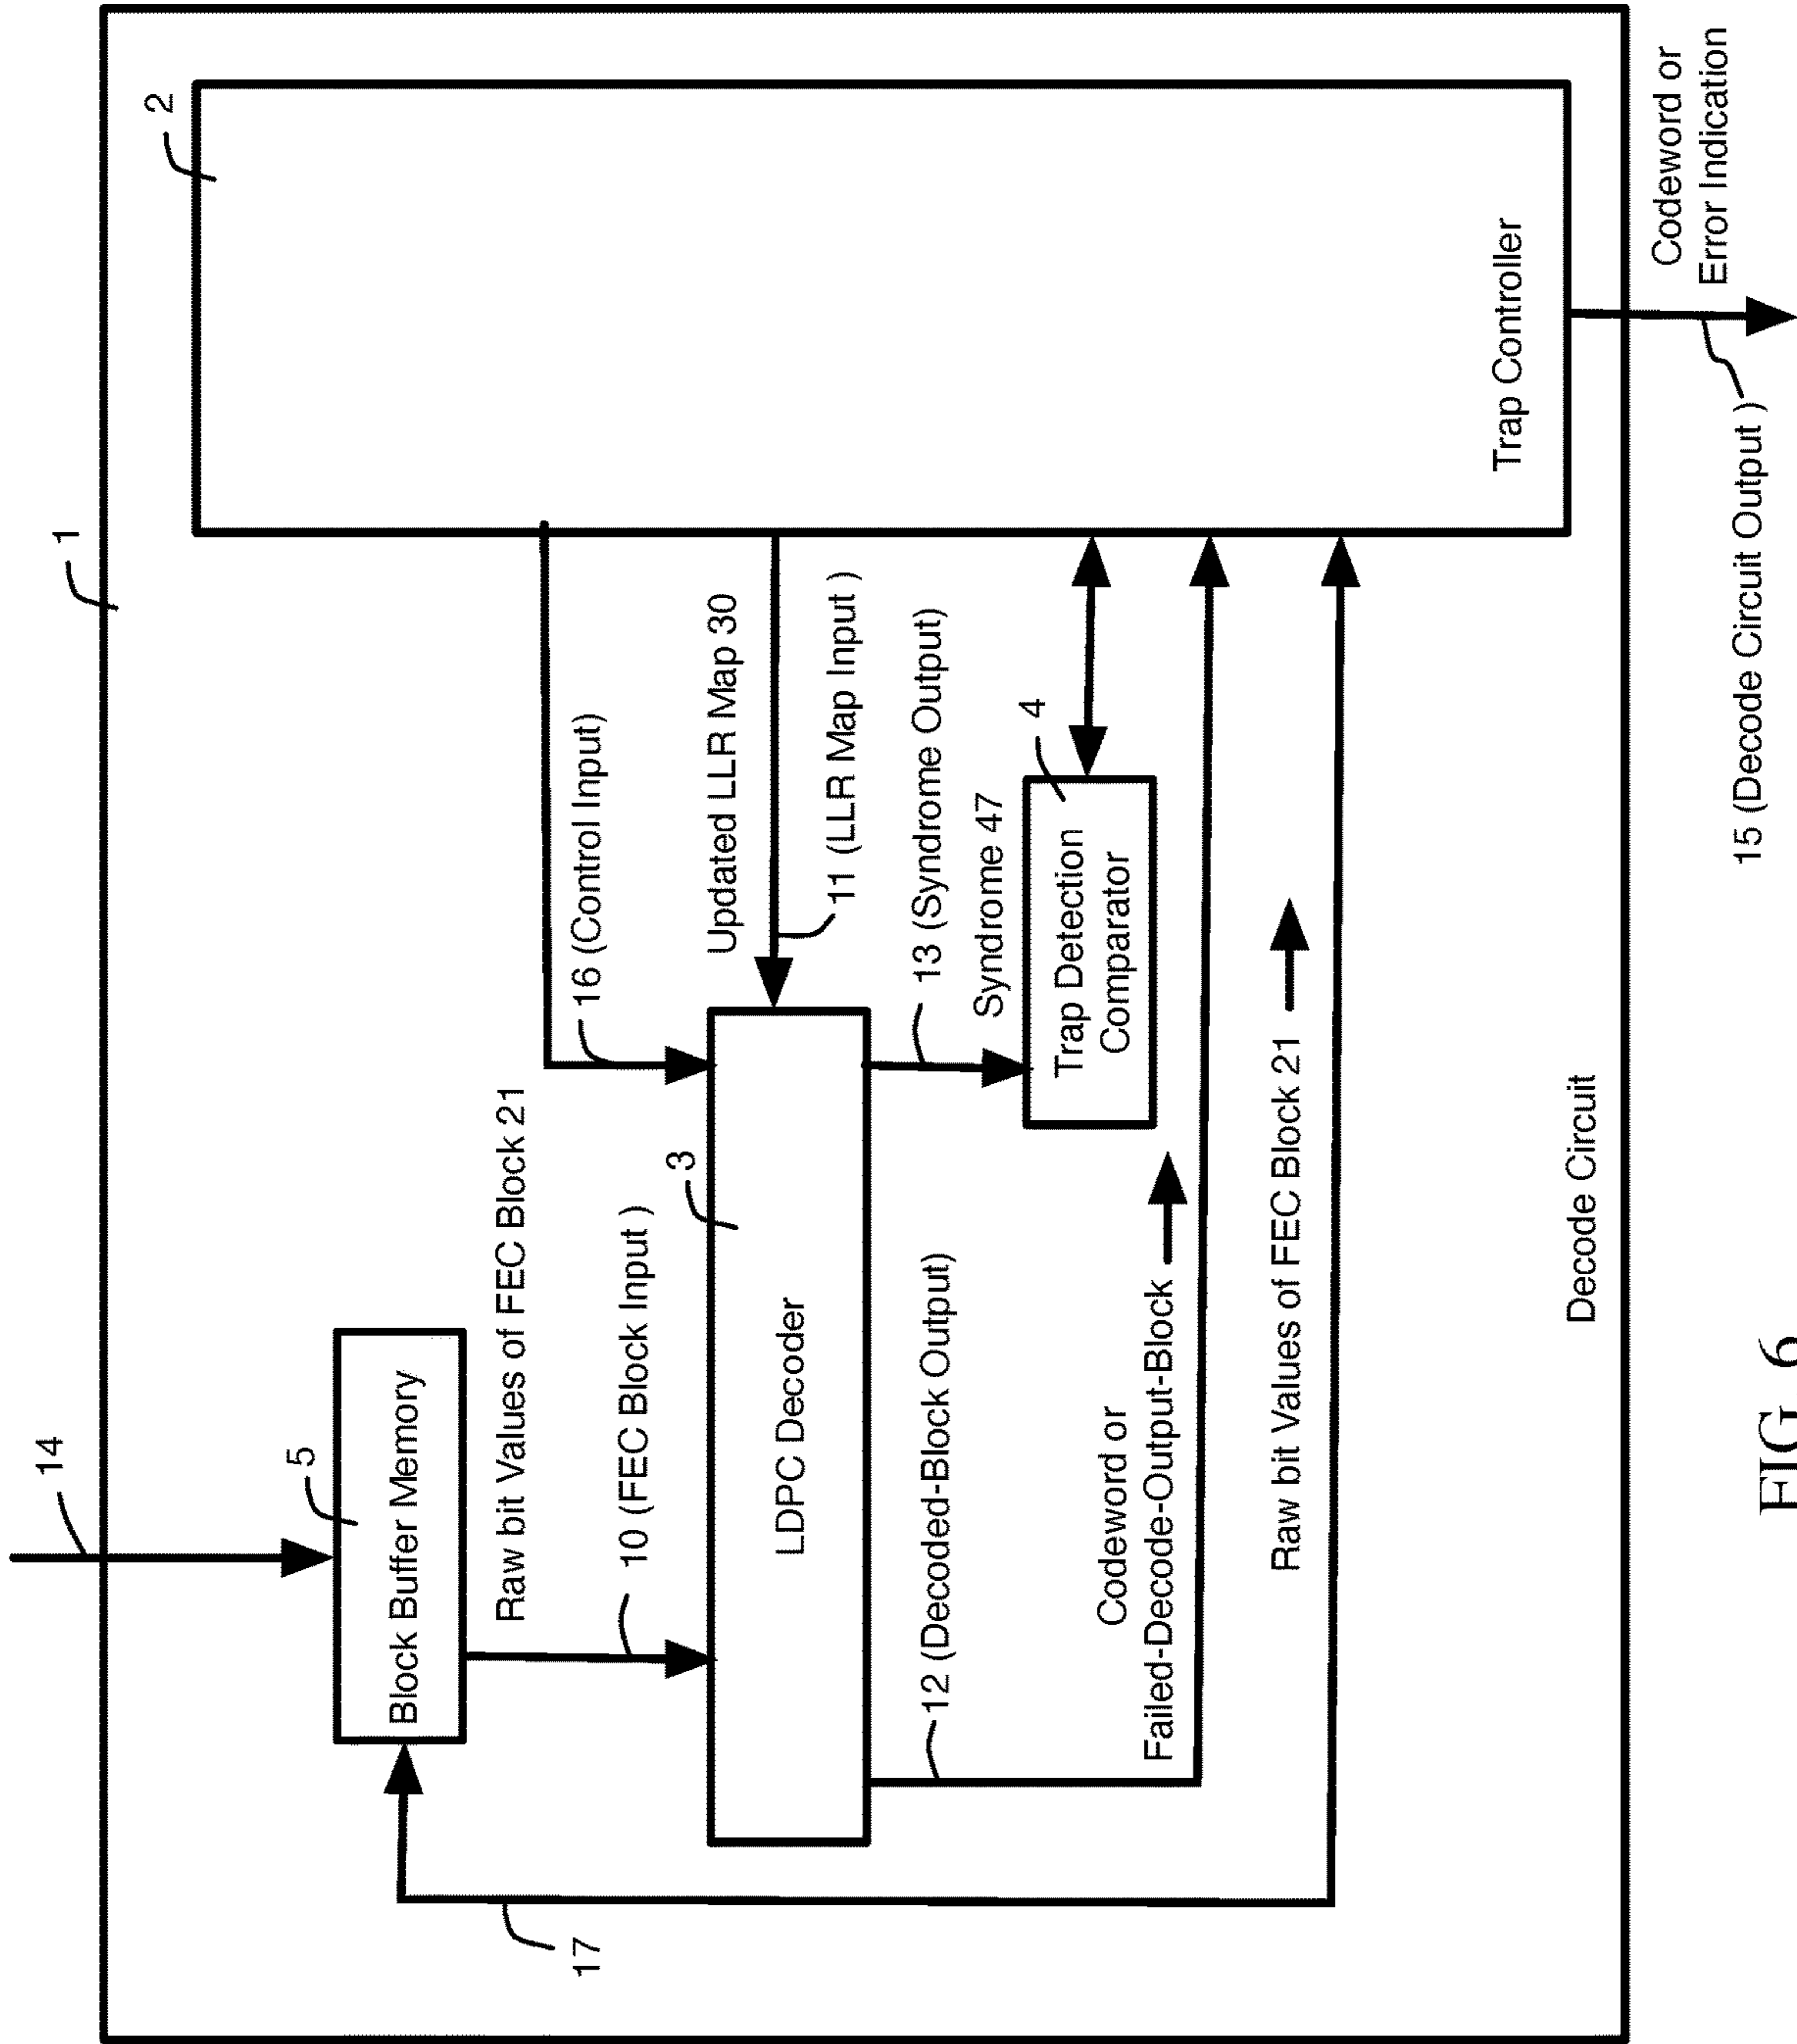 1
14
2
5
Block Buffer Memory
17
Raw bit Values of FEC Block 21
10 (FEC Block Input )
16 (Control Input)
Updated LLR Map 30
11 (LLR Map Input )
3
LDPC Decoder
12 (Decoded-Block Output)
13 (Syndrome Output)
Syndrome 47
4
Trap Detection
Comparator
Codeword or
Failed-Decode-Output-Block
Raw bit Values of FEC Block 21
Trap Controller
Decode Circuit
Codeword or
Error Indication
15 (Decode Circuit Output )
FIG. 6